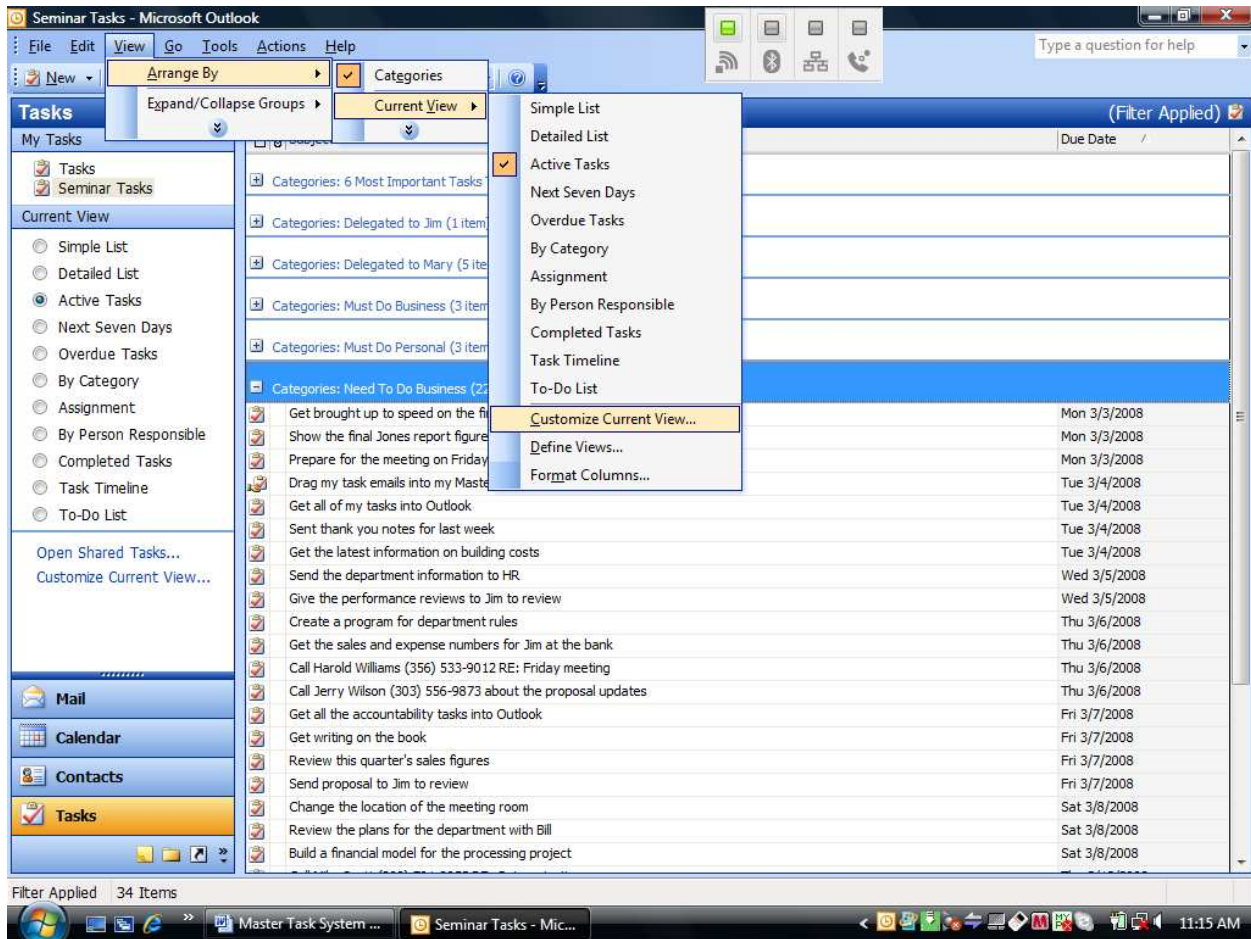 Seminar Tasks - Microsoft Outlook
File Edit View Go Tools Actions Help
Type a question for help
New
Arrange By
Expand/Collapse Groups
Categories
Current View
Simple List
Detailed List
Active Tasks
Next Seven Days
Overdue Tasks
By Category
Assignment
By Person Responsible
Completed Tasks
Task Timeline
To-Do List
Customize Current View...
Define Views...
Format Columns...
Tasks
(Filter Applied)
My Tasks
Tasks
Seminar Tasks
Current View
Simple List
Detailed List
Active Tasks
Next Seven Days
Overdue Tasks
By Category
Assignment
By Person Responsible
Completed Tasks
Task Timeline
To-Do List
Open Shared Tasks...
Customize Current View...
Mail
Calendar
Contacts
Tasks
Due Date
Categories: 6 Most Important Tasks
Categories: Delegated to Jim (1 item
Categories: Delegated to Mary (5 ite
Categories: Must Do Business (3 item
Categories: Must Do Personal (3 item
Categories: Need To Do Business (22
Get brought up to speed on the Mon 3/3/2008
Show the final Jones report figure Mon 3/3/2008
Prepare for the meeting on Friday Mon 3/3/2008
Drag my task emails into my Maste Tue 3/4/2008
Get all of my tasks into Outlook Tue 3/4/2008
Sent thank you notes for last week Tue 3/4/2008
Get the latest information on building costs Tue 3/4/2008
Send the department information to HR Wed 3/5/2008
Give the performance reviews to Jim to review Wed 3/5/2008
Create a program for department rules Thu 3/6/2008
Get the sales and expense numbers for Jim at the bank Thu 3/6/2008
Call Harold Williams (356) 533-9012 RE: Friday meeting Thu 3/6/2008
Call Jerry Wilson (303) 556-9873 about the proposal updates Thu 3/6/2008
Get all the accountability tasks into Outlook Fri 3/7/2008
Get writing on the book Fri 3/7/2008
Review this quarter's sales figures Fri 3/7/2008
Send proposal to Jim to review Fri 3/7/2008
Change the location of the meeting room Sat 3/8/2008
Review the plans for the department with Bill Sat 3/8/2008
Build a financial model for the processing project Sat 3/8/2008
Filter Applied 34 Items
Master Task System ...
Seminar Tasks - Mic...
11:15 AM